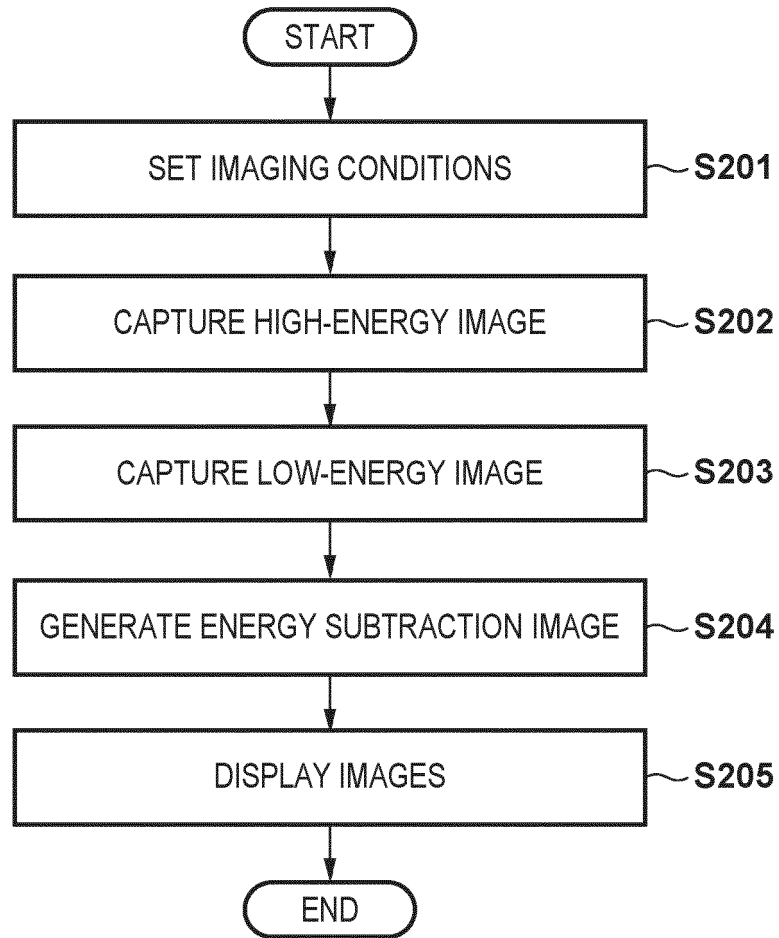 START
SET IMAGING CONDITIONS
S201
CAPTURE HIGH-ENERGY IMAGE
S202
CAPTURE LOW-ENERGY IMAGE
S203
GENERATE ENERGY SUBTRACTION IMAGE
S204
DISPLAY IMAGES
S205
END